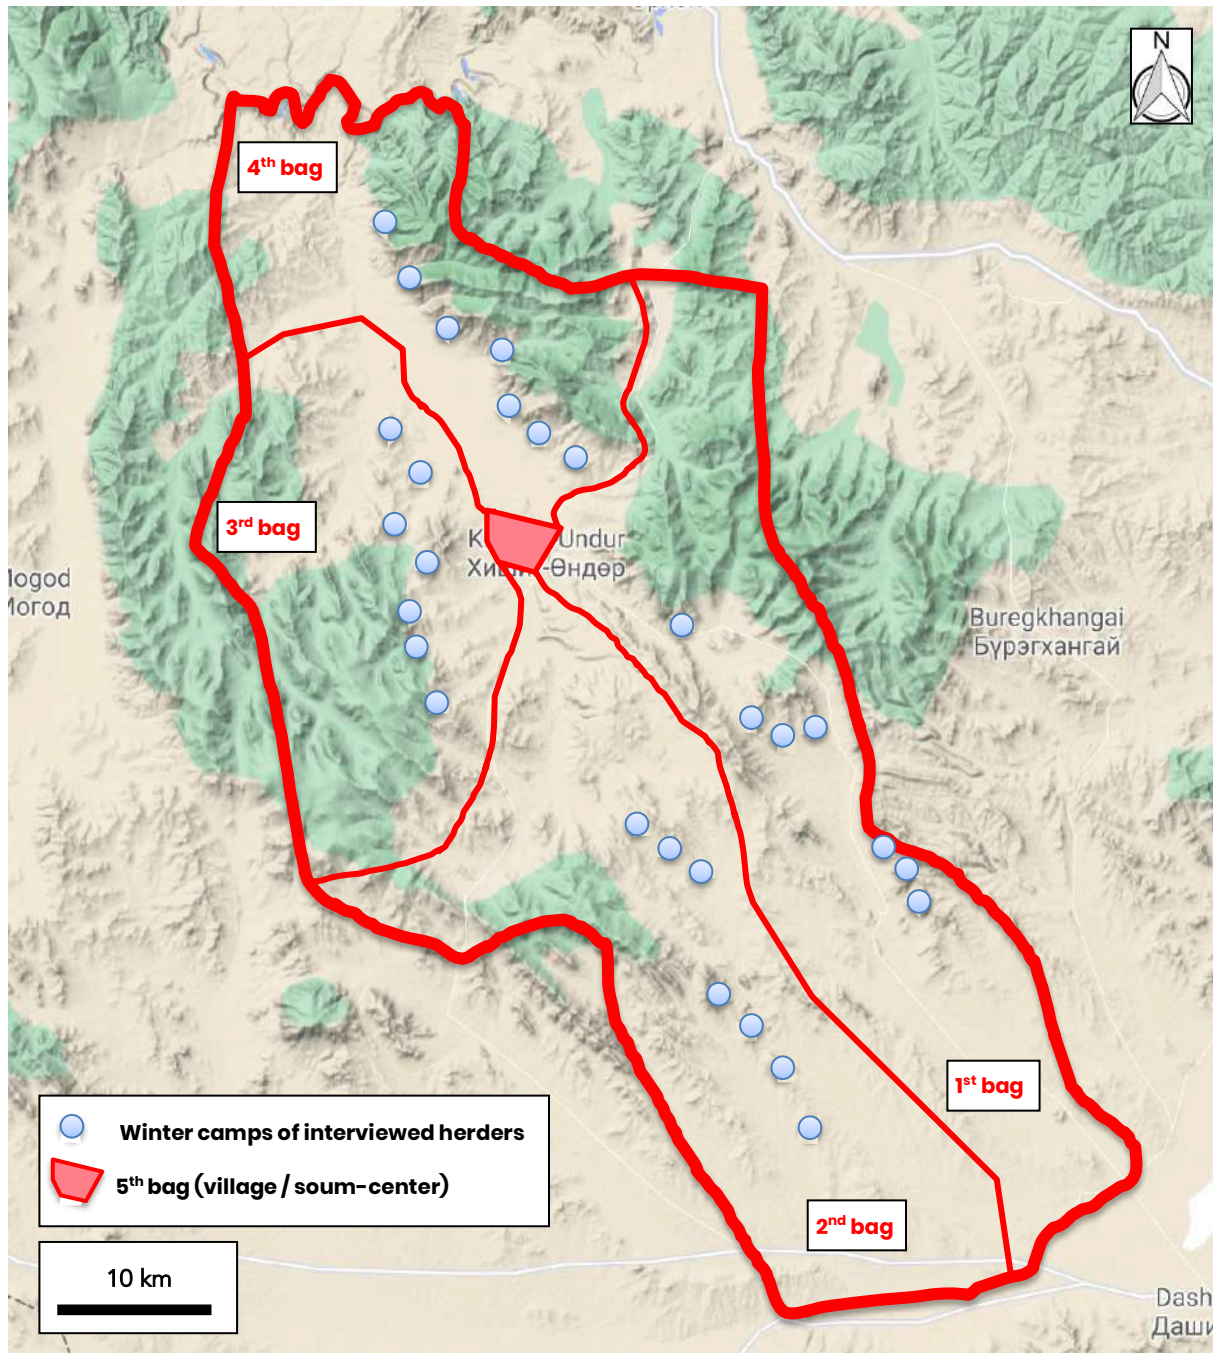 N
4th bag
3rd bag
Undur
-Өндөр
Buregkhangai
Бүрэгхангай
1st bag
2nd bag
Winter camps of interviewed herders
5th bag (village / soum-center)
10 km
Dash
Даши